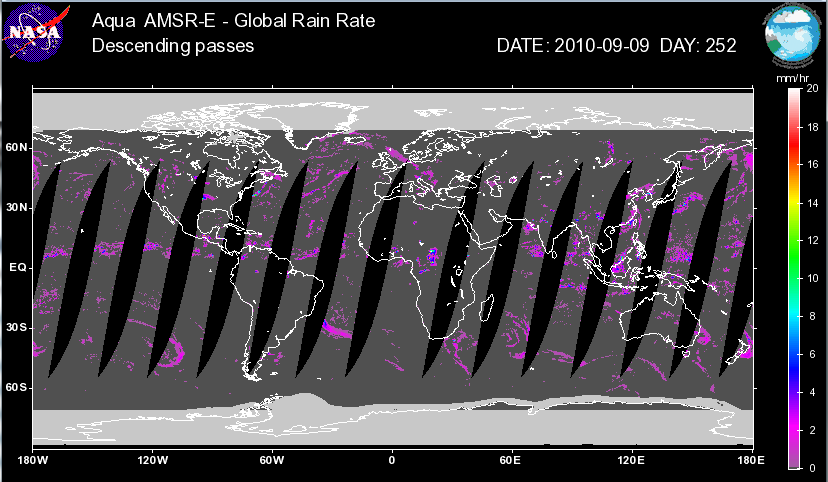 NASA
Aqua AMSR-E - Global Rain Rate
Descending passes
DATE: 2010-09-09 DAY: 252
mm/hr
20
18
16
14
12
10
8
6
4
2
0
60N
30N
EQ
30S
60S
180W
120W
60W
0
60E
120E
180E